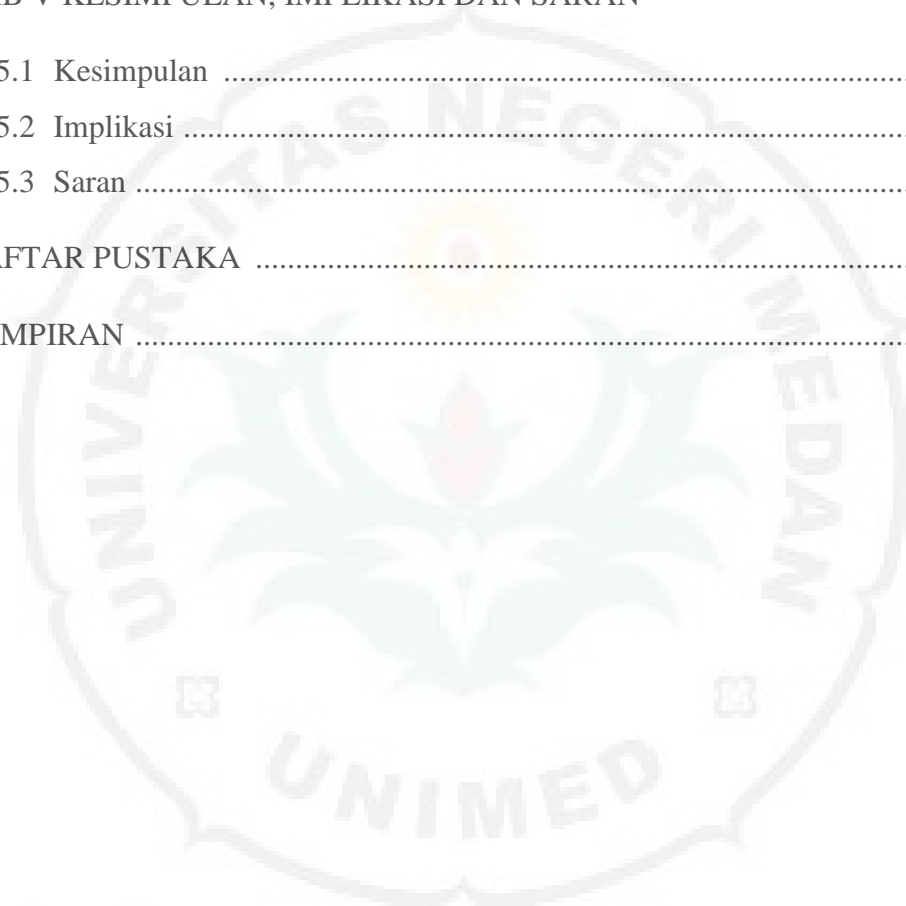 B V KESIMPULAN, IMPLIKASI DAN SARAN
5.1 Kesimpulan ....................................................................................
5.2 Implikasi .........................................................................................
5.3 Saran ...............................................................................................
AFTAR PUSTAKA ................................................................................
MPIRAN ................................................................................................
UNIVERSITAS NEGERI MEDAN
UNIMED